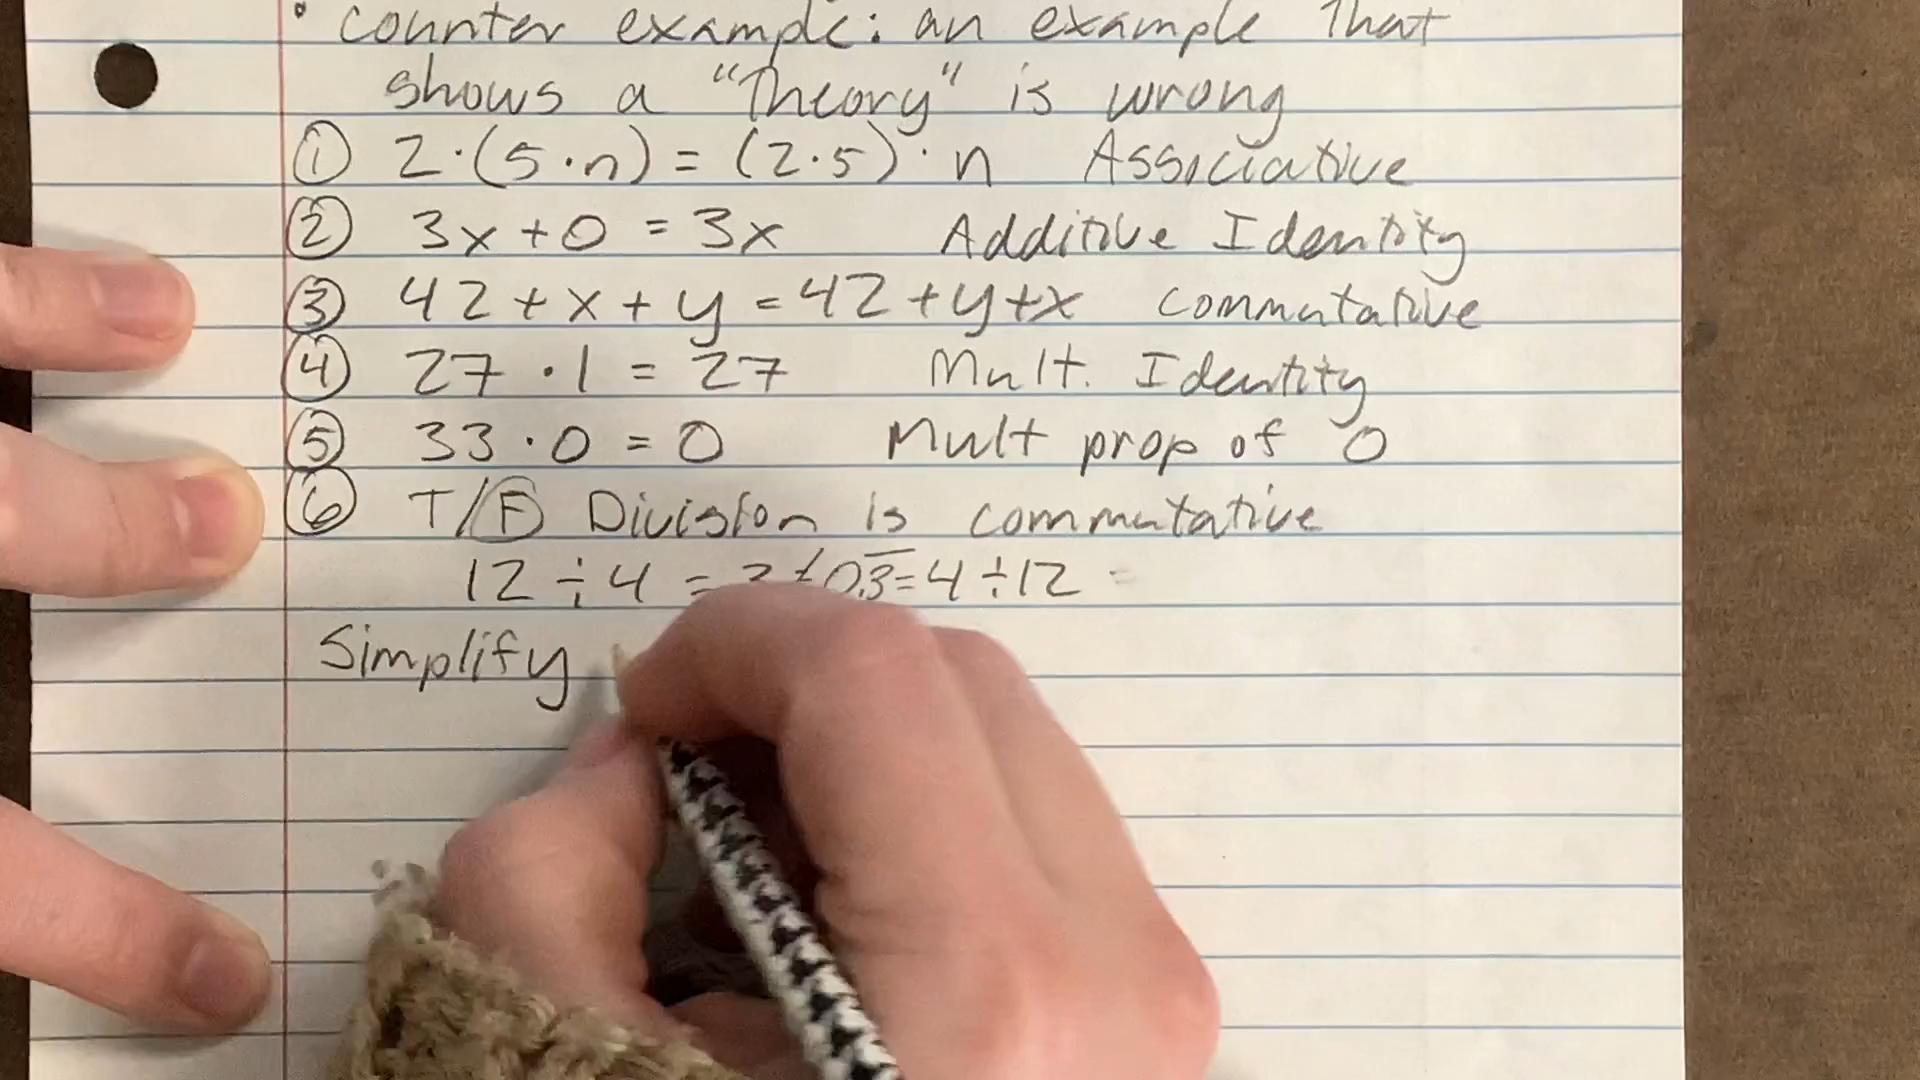 • counter example: an example that
shows a "theory" is wrong
① 2·(5·n) = (2·5)·n Associative
② 3x + 0 = 3x Additive Identity
③ 42 + x + y = 42 + y + x commutative
④ 27 · 1 = 27 Mult. Identity
⑤ 33 · 0 = 0 Mult prop of 0
⑥ T/Ⓕ Division is commutative
12 ÷ 4 = 3 ≠ 0.3̅ = 4 ÷ 12
Simplify